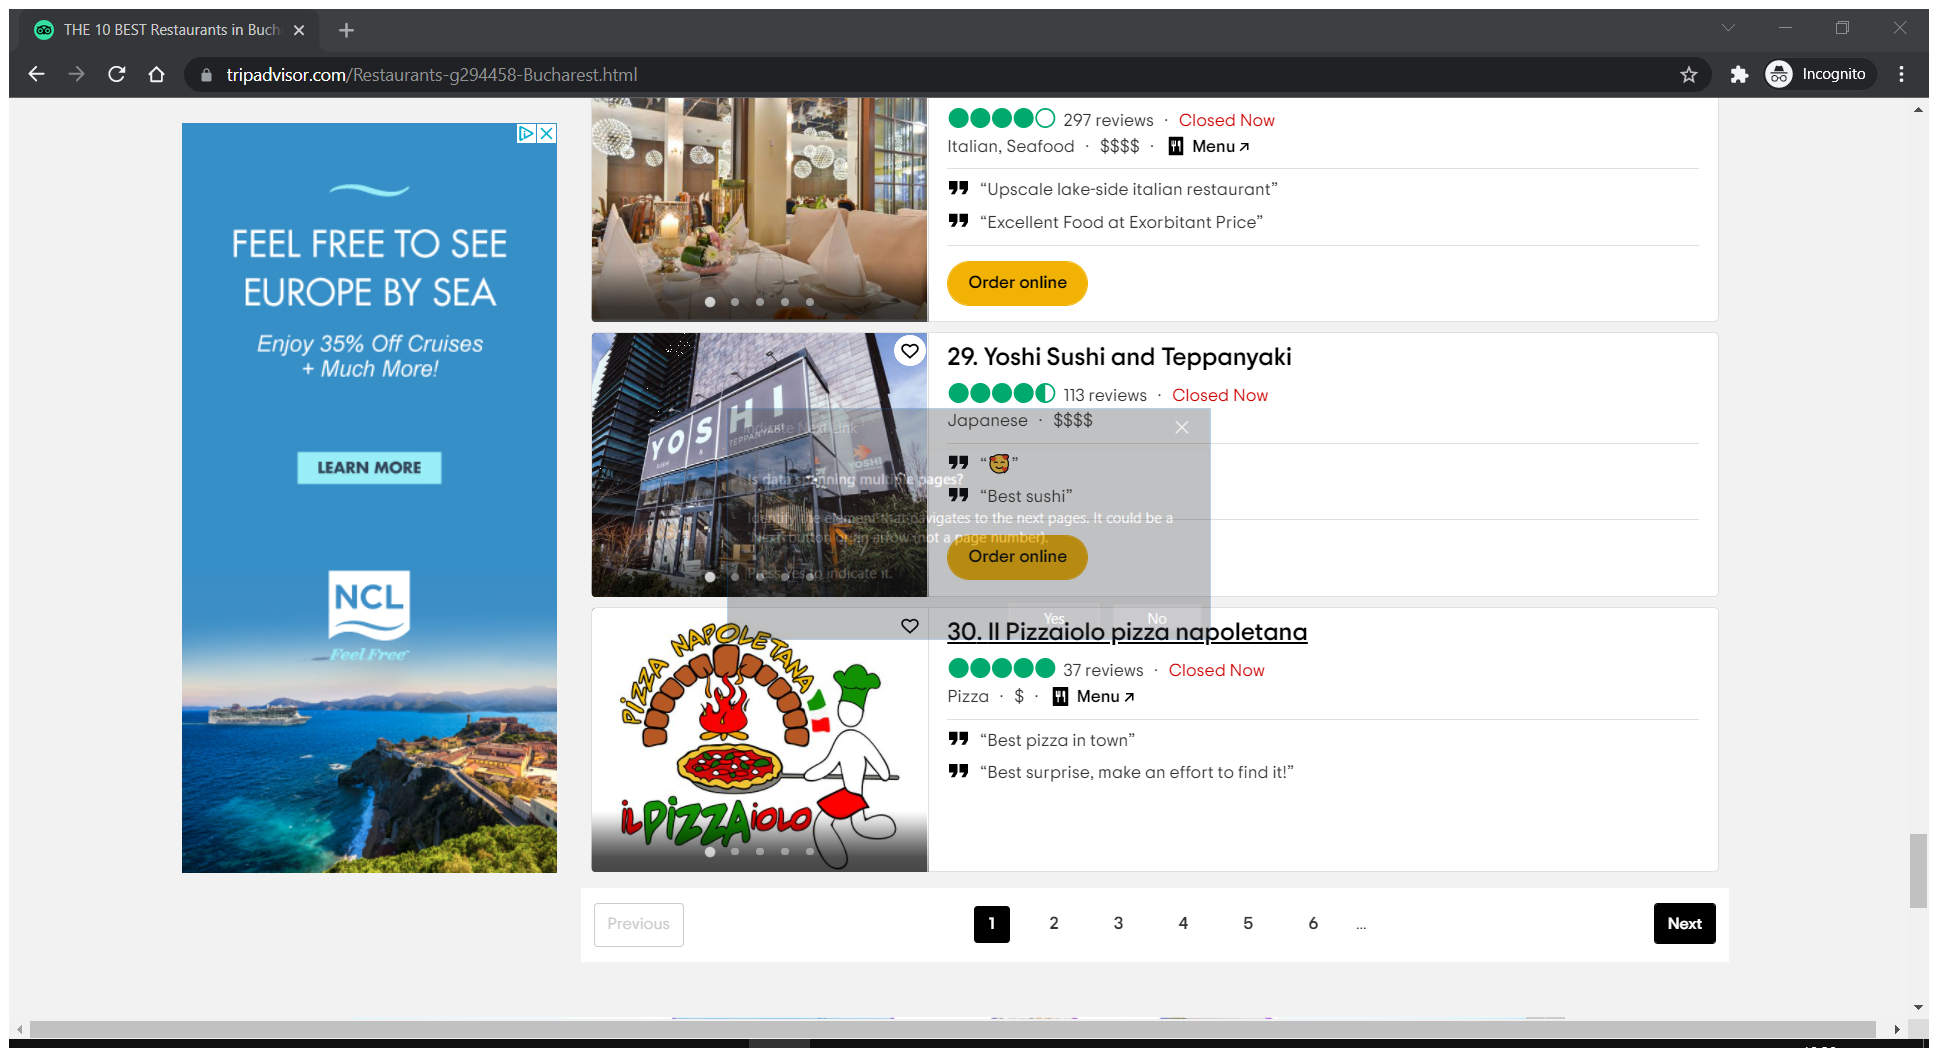 THE 10 BEST Restaurants in Buch
tripadvisor.com/Restaurants-g294458-Bucharest.html
Incognito
FEEL FREE TO SEE
EUROPE BY SEA
Enjoy 35% Off Cruises
+ Much More!
LEARN MORE
NCL
Feel Free
297 reviews · Closed Now
Italian, Seafood · $$$$ · Menu
“Upscale lake-side italian restaurant”
“Excellent Food at Exorbitant Price”
Order online
YOSHI
TEPPANYAKI
YOSHI
29. Yoshi Sushi and Teppanyaki
113 reviews · Closed Now
Japanese · $$$$
“🥰”
“Best sushi”
Order online
Indicate Next Link
Is data spanning multiple pages?
Identify the element that navigates to the next pages. It could be a
'Next' button or an arrow (not a page number).
Press Yes to indicate it.
Yes
No
PIZZA NAPOLETANA
iL PIZZAIOLO
30. Il Pizzaiolo pizza napoletana
37 reviews · Closed Now
Pizza · $ · Menu
“Best pizza in town”
“Best surprise, make an effort to find it!”
Previous
1 2 3 4 5 6 ...
Next